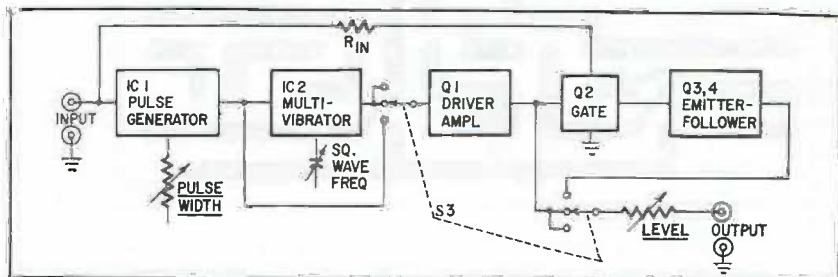 R IN
INPUT
IC 1
PULSE
GENERATOR
PULSE
WIDTH
IC 2
MULTI-
VIBRATOR
SQ.
WAVE
FREQ
Q1
DRIVER
AMPL
Q2
GATE
Q3,4
EMITTER-
FOLLOWER
S3
LEVEL
OUTPUT